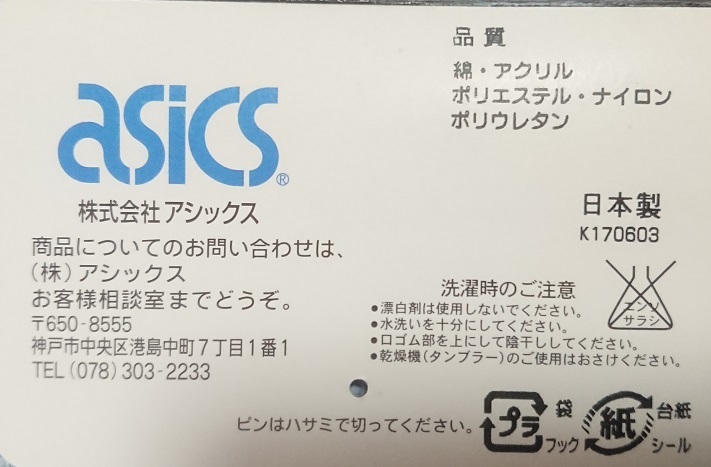 asics®
株式会社アシックス
商品についてのお問い合わせは、
(株)アシックス
お客様相談室までどうぞ。
〒650-8555
神戸市中央区港島中町7丁目1番1
TEL(078)303-2233
品質
綿・アクリル
ポリエステル・ナイロン
ポリウレタン
日本製
K170603
エンソ
サラシ
洗濯時のご注意
●漂白剤は使用しないでください。
●水洗いを十分にしてください。
●口ゴム部を上にして陰干ししてください。
●乾燥機(タンブラー)のご使用はおさけください。
ピンはハサミで切ってください。
プラ
袋
フック
紙
台紙
シール